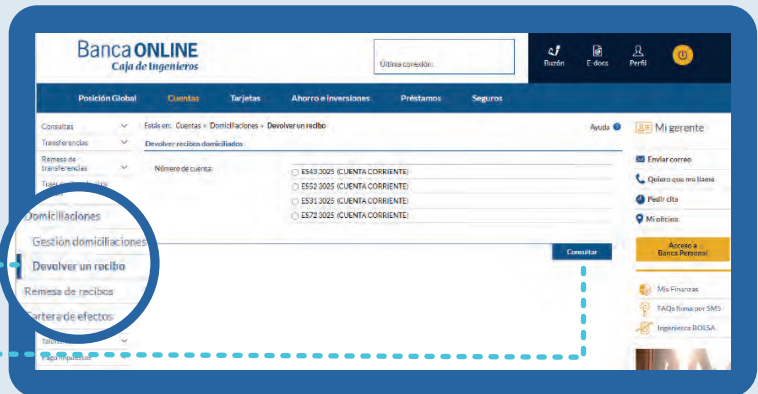 Banca ONLINE
Caja de Ingenieros
Última conexión:
Buzón E-docs Perfil
Posición Global Cuentas Tarjetas Ahorro e Inversiones Préstamos Seguros
Consultas
Transferencias
Remesa de
transferencias
Estás en: Cuentas » Domiciliaciones » Devolver un recibo
Ayuda
Devolver recibos domiciliados
Número de cuenta:
ES43 3025 (CUENTA CORRIENTE)
ES52 3025 (CUENTA CORRIENTE)
ES31 3025 (CUENTA CORRIENTE)
ES72 3025 (CUENTA CORRIENTE)
Consultar
Domiciliaciones
Gestión domiciliaciones
Devolver un recibo
Remesa de recibos
Cartera de efectos
Pago impuestos
Mi gerente
Enviar correo
Quiero que me llame
Pedir cita
Mi oficina
Acceso a
Banca Personal
Mis Finanzas
FAQs firma por SMS
Ingenieros BOLSA